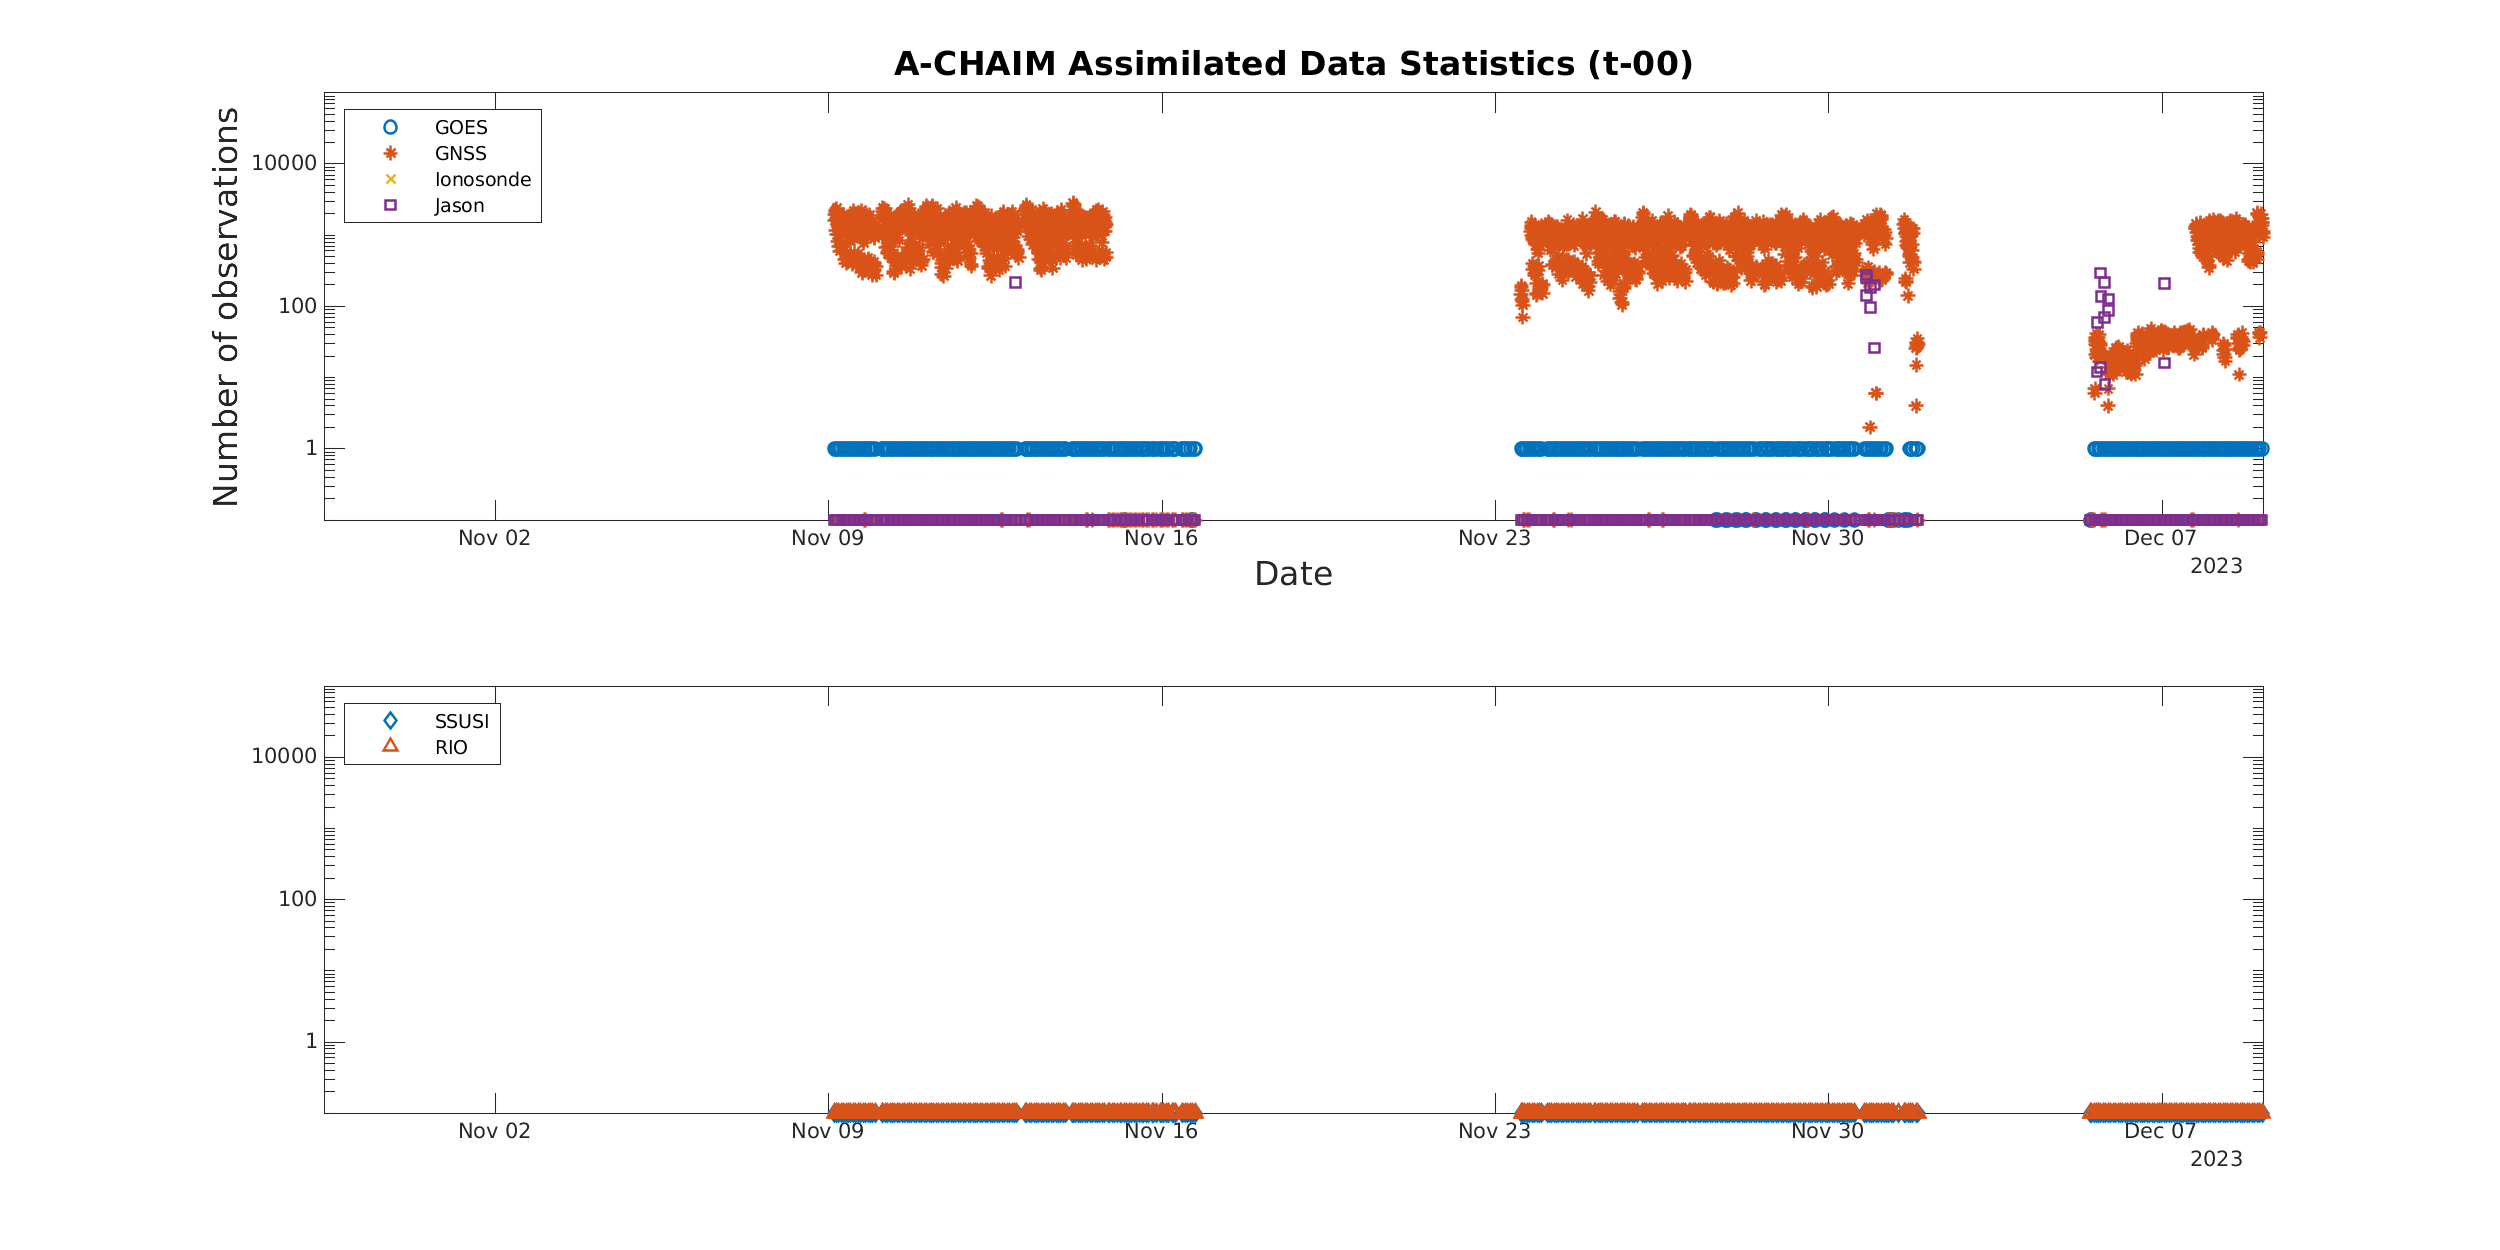 A-CHAIM Assimilated Data Statistics (t-00)
Number of observations
10000
100
1
GOES
GNSS
Ionosonde
Jason
Nov 02
Nov 09
Nov 16
Nov 23
Nov 30
Dec 07
2023
Date
10000
100
1
SSUSI
RIO
Nov 02
Nov 09
Nov 16
Nov 23
Nov 30
Dec 07
2023